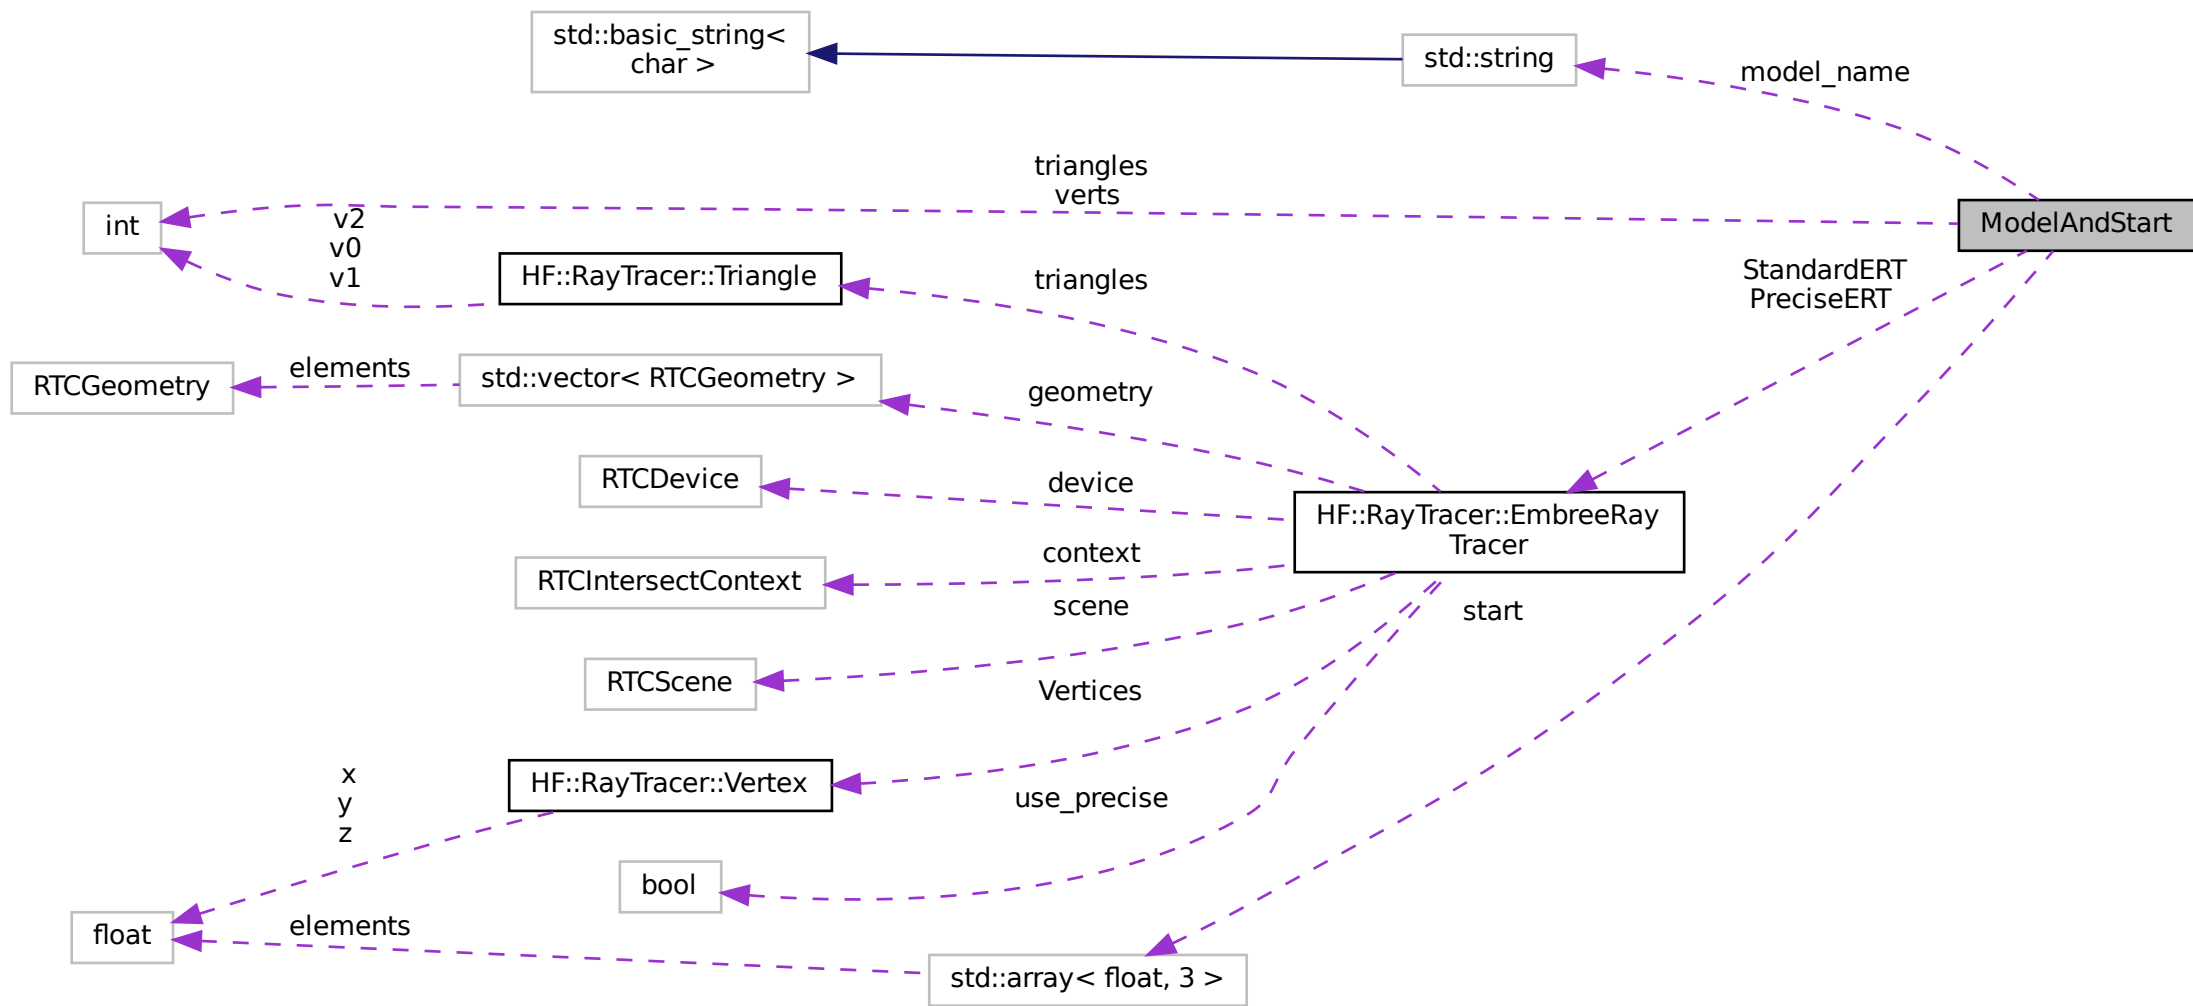 std::basic_string<
char >
std::string
model_name
triangles
verts
int
v2
v0
v1
ModelAndStart
HF::RayTracer::Triangle
triangles
StandardERT
PreciseERT
RTCGeometry
elements
std::vector< RTCGeometry >
geometry
RTCDevice
device
HF::RayTracer::EmbreeRay
Tracer
RTCIntersectContext
context
scene
start
RTCScene
Vertices
HF::RayTracer::Vertex
x
y
z
use_precise
bool
float
elements
std::array< float, 3 >